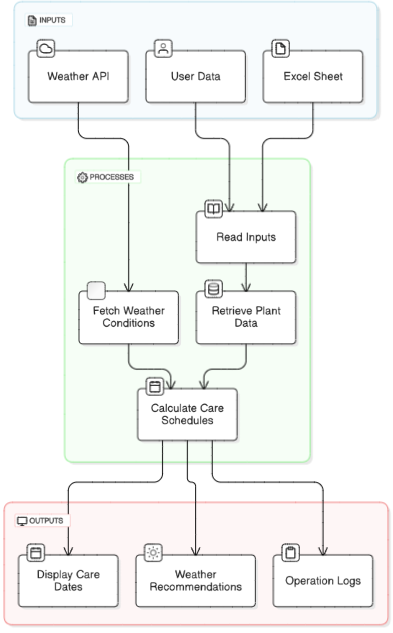 INPUTS
Weather API
User Data
Excel Sheet
PROCESSES
Read Inputs
Fetch Weather
Conditions
Retrieve Plant
Data
Calculate Care
Schedules
OUTPUTS
Display Care
Dates
Weather
Recommendations
Operation Logs